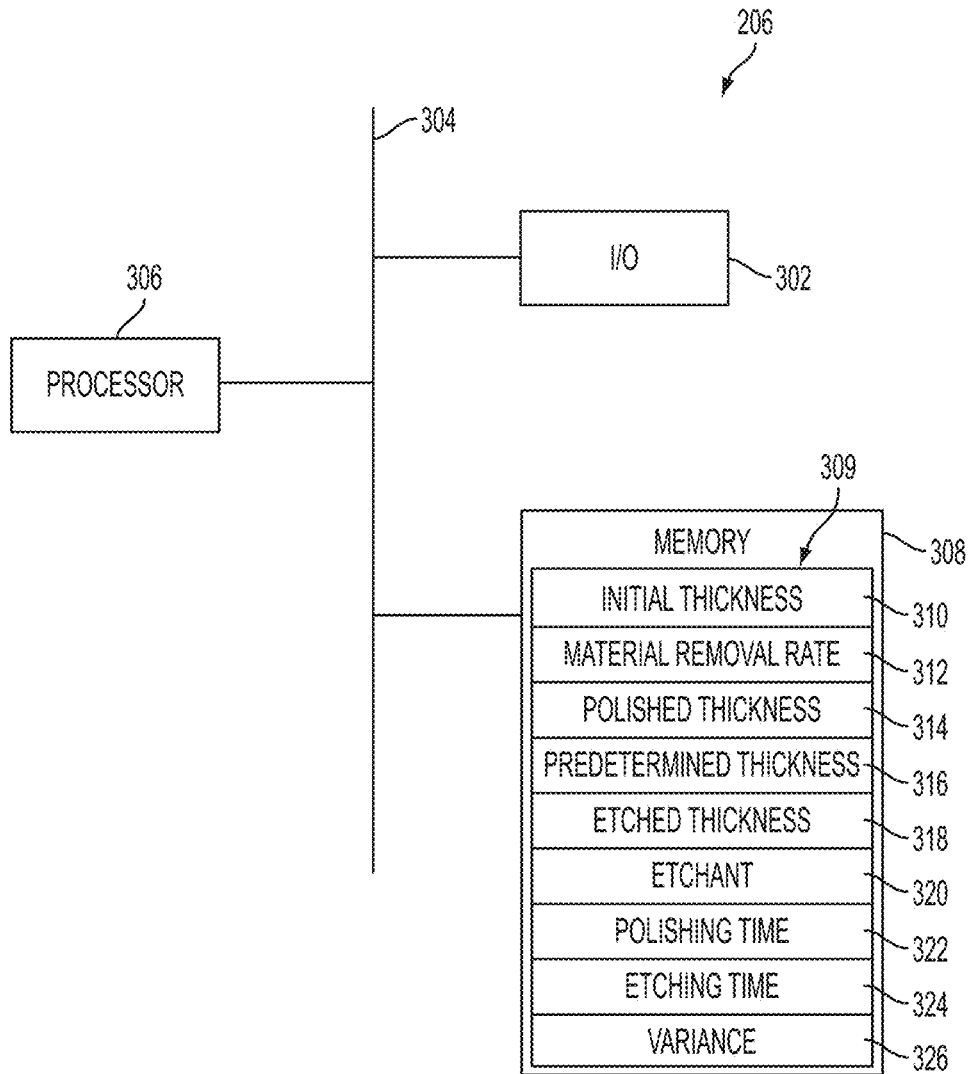 206
304
I/O
302
306
PROCESSOR
309
MEMORY
308
INITIAL THICKNESS
310
MATERIAL REMOVAL RATE
312
POLISHED THICKNESS
314
PREDETERMINED THICKNESS
316
ETCHED THICKNESS
318
ETCHANT
320
POLISHING TIME
322
ETCHING TIME
324
VARIANCE
326